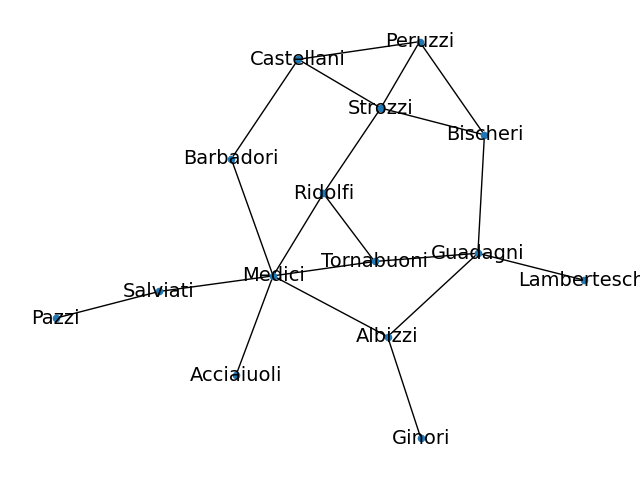 Peruzzi
Castellani
Strozzi
Bischeri
Barbadori
Ridolfi
Guadagni
Tornabuoni
Medici
Lambertesch
Salviati
Pazzi
Albizzi
Acciaiuoli
Ginori